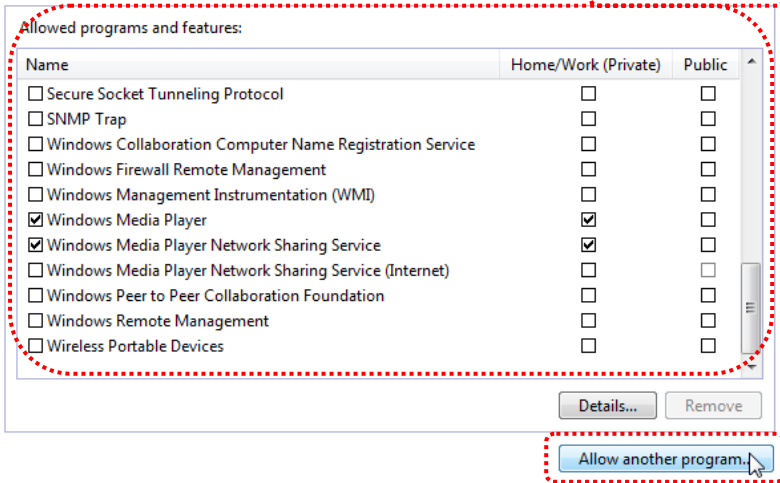 Allowed programs and features:
Name Home/Work (Private) Public
Secure Socket Tunneling Protocol
SNMP Trap
Windows Collaboration Computer Name Registration Service
Windows Firewall Remote Management
Windows Management Instrumentation (WMI)
Windows Media Player
Windows Media Player Network Sharing Service
Windows Media Player Network Sharing Service (Internet)
Windows Peer to Peer Collaboration Foundation
Windows Remote Management
Wireless Portable Devices
Details... Remove
Allow another program...